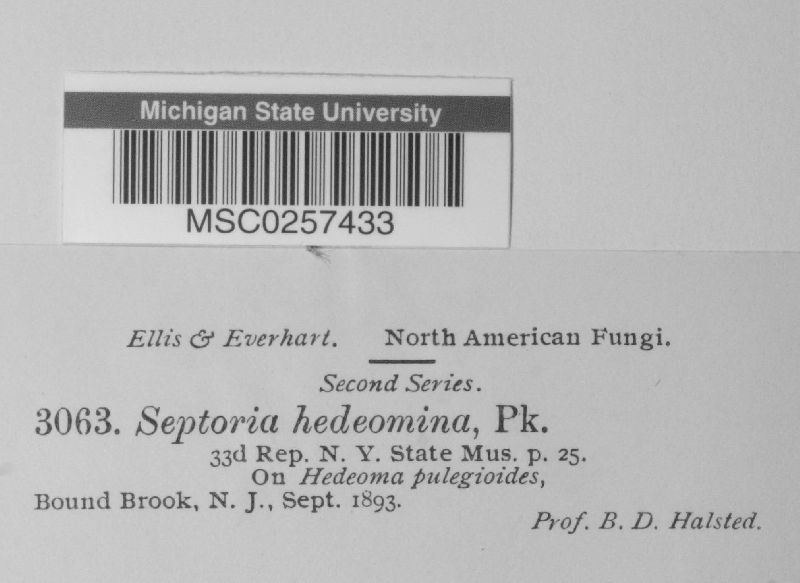 Michigan State University
MSC0257433
Ellis & Everhart. North American Fungi.
Second Series.
3063. Septoria hedeomina, Pk.
33d Rep. N. Y. State Mus. p. 25.
On Hedeoma pulegioides,
Bound Brook, N. J., Sept. 1893.
Prof. B. D. Halsted.